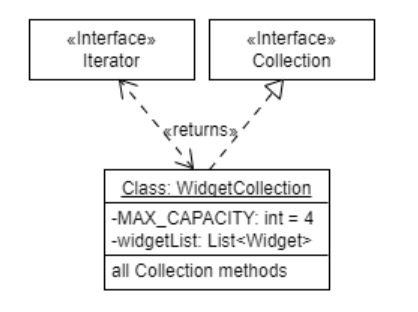 «Interface»
Iterator
«Interface»
Collection
«returns»
Class: WidgetCollection
-MAX_CAPACITY: int = 4
-widgetList: List<Widget>
all Collection methods